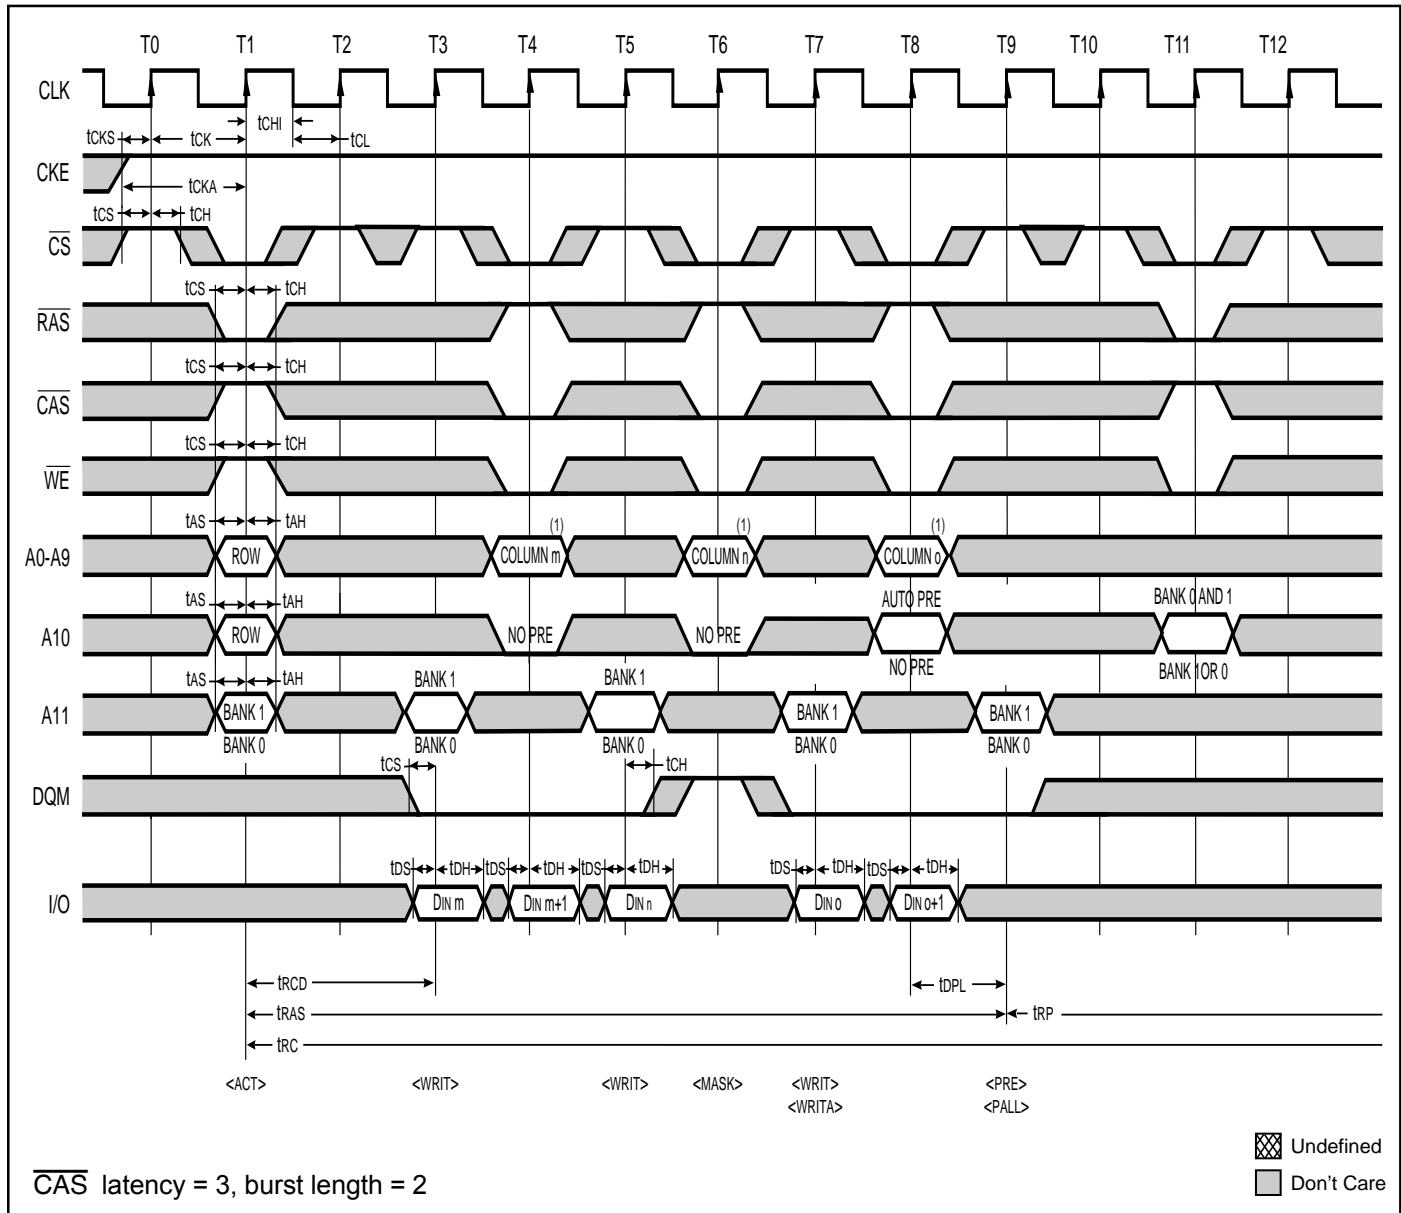 T0 T1 T2 T3 T4 T5 T6 T7 T8 T9 T10 T11 T12
CLK
tCHI
tCKS tCK tCL
CKE
tCKA
tCS tCH
CS
tCS tCH
RAS
tCS tCH
CAS
tCS tCH
WE
tAS tAH (1) (1) (1)
A0-A9 ROW COLUMN m COLUMN n COLUMN o
tAS tAH AUTO PRE BANK 0 AND 1
A10 ROW NO PRE NO PRE
NO PRE BANK 1 OR 0
tAS tAH BANK 1 BANK 1
A11 BANK 1 BANK 1 BANK 1
BANK 0 BANK 0 BANK 0 BANK 0 BANK 0
tCS tCH
DQM
tDS tDH tDS tDH tDS tDH tDS tDH tDS tDH
I/O DIN m DIN m+1 DIN n DIN o DIN o+1
tRCD tDPL
tRAS tRP
tRC
<ACT> <WRIT> <WRIT> <MASK> <WRIT> <PRE>
<WRITA> <PALL>
Undefined
CAS latency = 3, burst length = 2
Don't Care